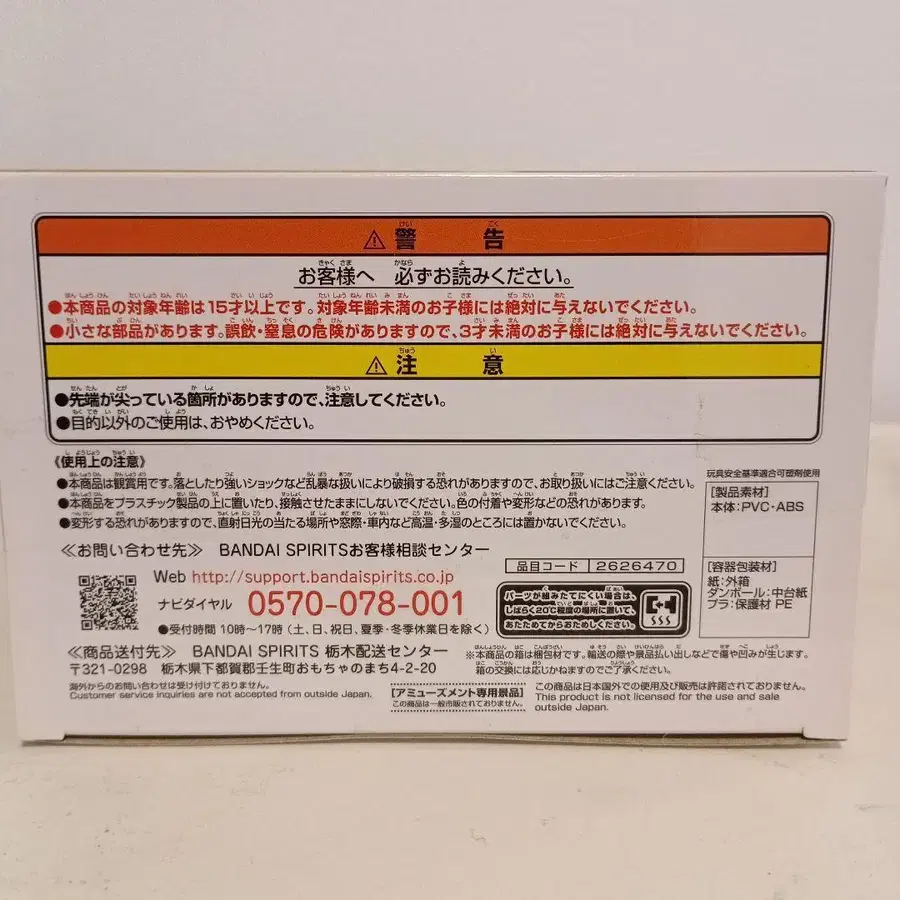 ⚠警告
お客様へ 必ずお読みください。
●本商品の対象年齢は15才以上です。対象年齢未満のお子様には絶対に与えないでください。
●小さな部品があります。誤飲・窒息の危険がありますので、3才未満のお子様には絶対に与えないでください。
⚠注意
●先端が尖っている箇所がありますので、注意してください。
●目的以外のご使用は、おやめください。
《使用上の注意》
●本商品は観賞用です。落としたり強いショックなど乱暴な扱いにより破損する恐れがありますので、お取り扱いにはご注意ください。
●本商品をプラスチック製品の上に置いたり、接触させたままにしないでください。色の付着や変形などの恐れがあります。
●変形する恐れがありますので、直射日光の当たる場所や窓際・車内など高温・多湿のところには置かないでください。
玩具安全基準適合可塑剤使用
[製品素材]
本体:PVC・ABS
[容器包装材]
紙:外箱
ダンボール:中台紙
プラ:保護材 PE
≪お問い合わせ先≫ BANDAI SPIRITSお客様相談センター
Web http://support.bandaispirits.co.jp
ナビダイヤル 0570-078-001
●受付時間 10時〜17時(土、日、祝日、夏季・冬季休業日を除く)
品目コード 2626470
パーツが組みたてにくい場合は、
しばらく20℃程度の場所に置いて、
あたためてからおためしください。
≪商品送付先≫ BANDAI SPIRITS 栃木配送センター
〒321-0298 栃木県下都賀郡壬生町おもちゃのまち4-2-20
※本商品の箱は梱包材です。輸送の際や景品払い出しなどで傷や凹みが生じます。
箱の交換には応じかねますのでご了承ください。
海外からのお問い合わせは受け付けておりません。
Customer service inquiries are not accepted from outside Japan.
[アミューズメント専用景品]
この商品は一般市販されておりません。
この商品は日本国外での使用及び販売は許諾されておりません。
This product is not licensed for the use and sale
outside Japan.